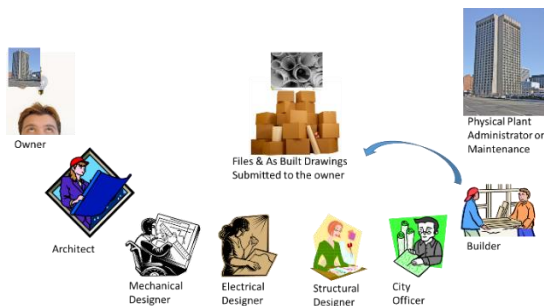 Owner
Files & As Built Drawings
Submitted to the owner
Physical Plant
Administrator or
Maintenance
Architect
Builder
Mechanical
Designer
Electrical
Designer
Structural
Designer
City
Officer